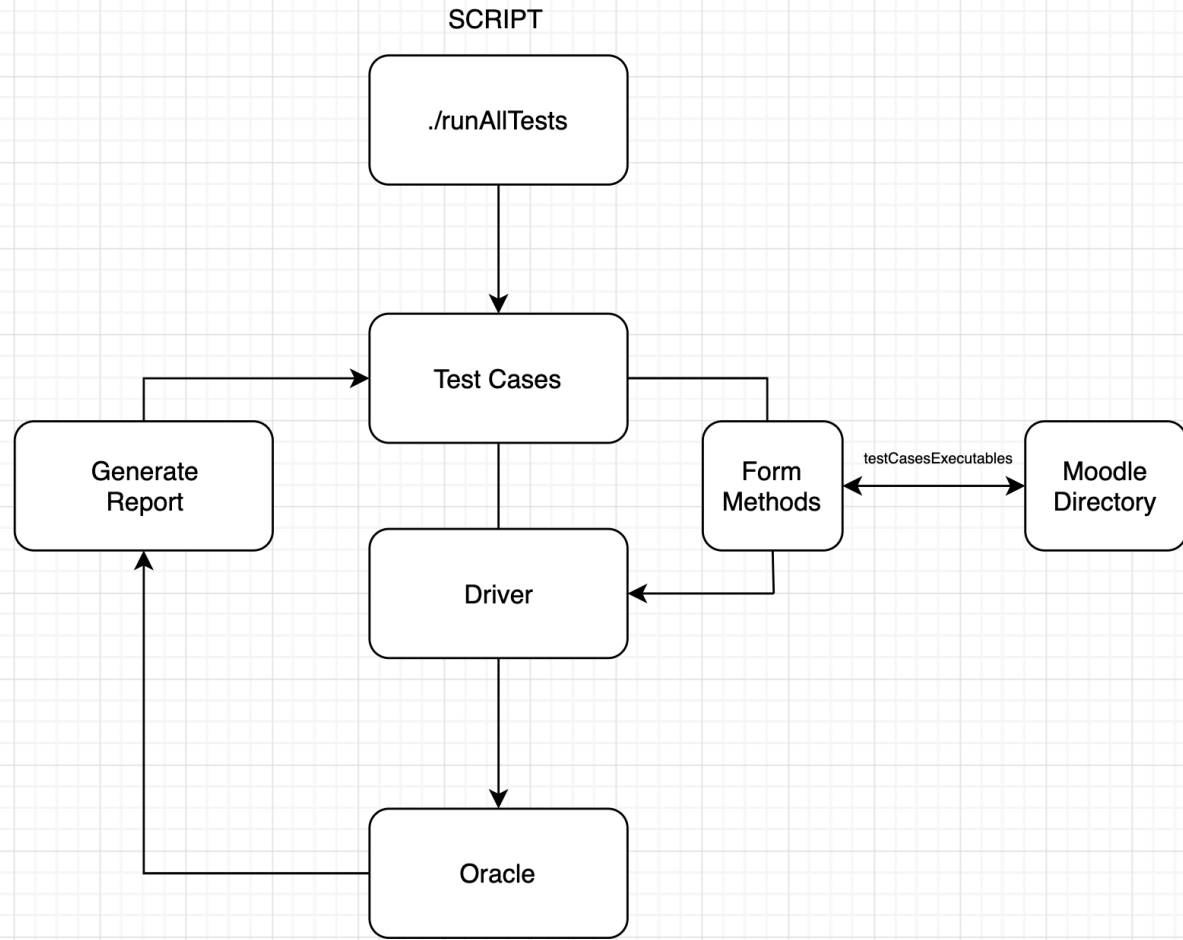 SCRIPT
./runAllTests
Test Cases
Generate
Report
Form
Methods
testCasesExecutables
Moodle
Directory
Driver
Oracle